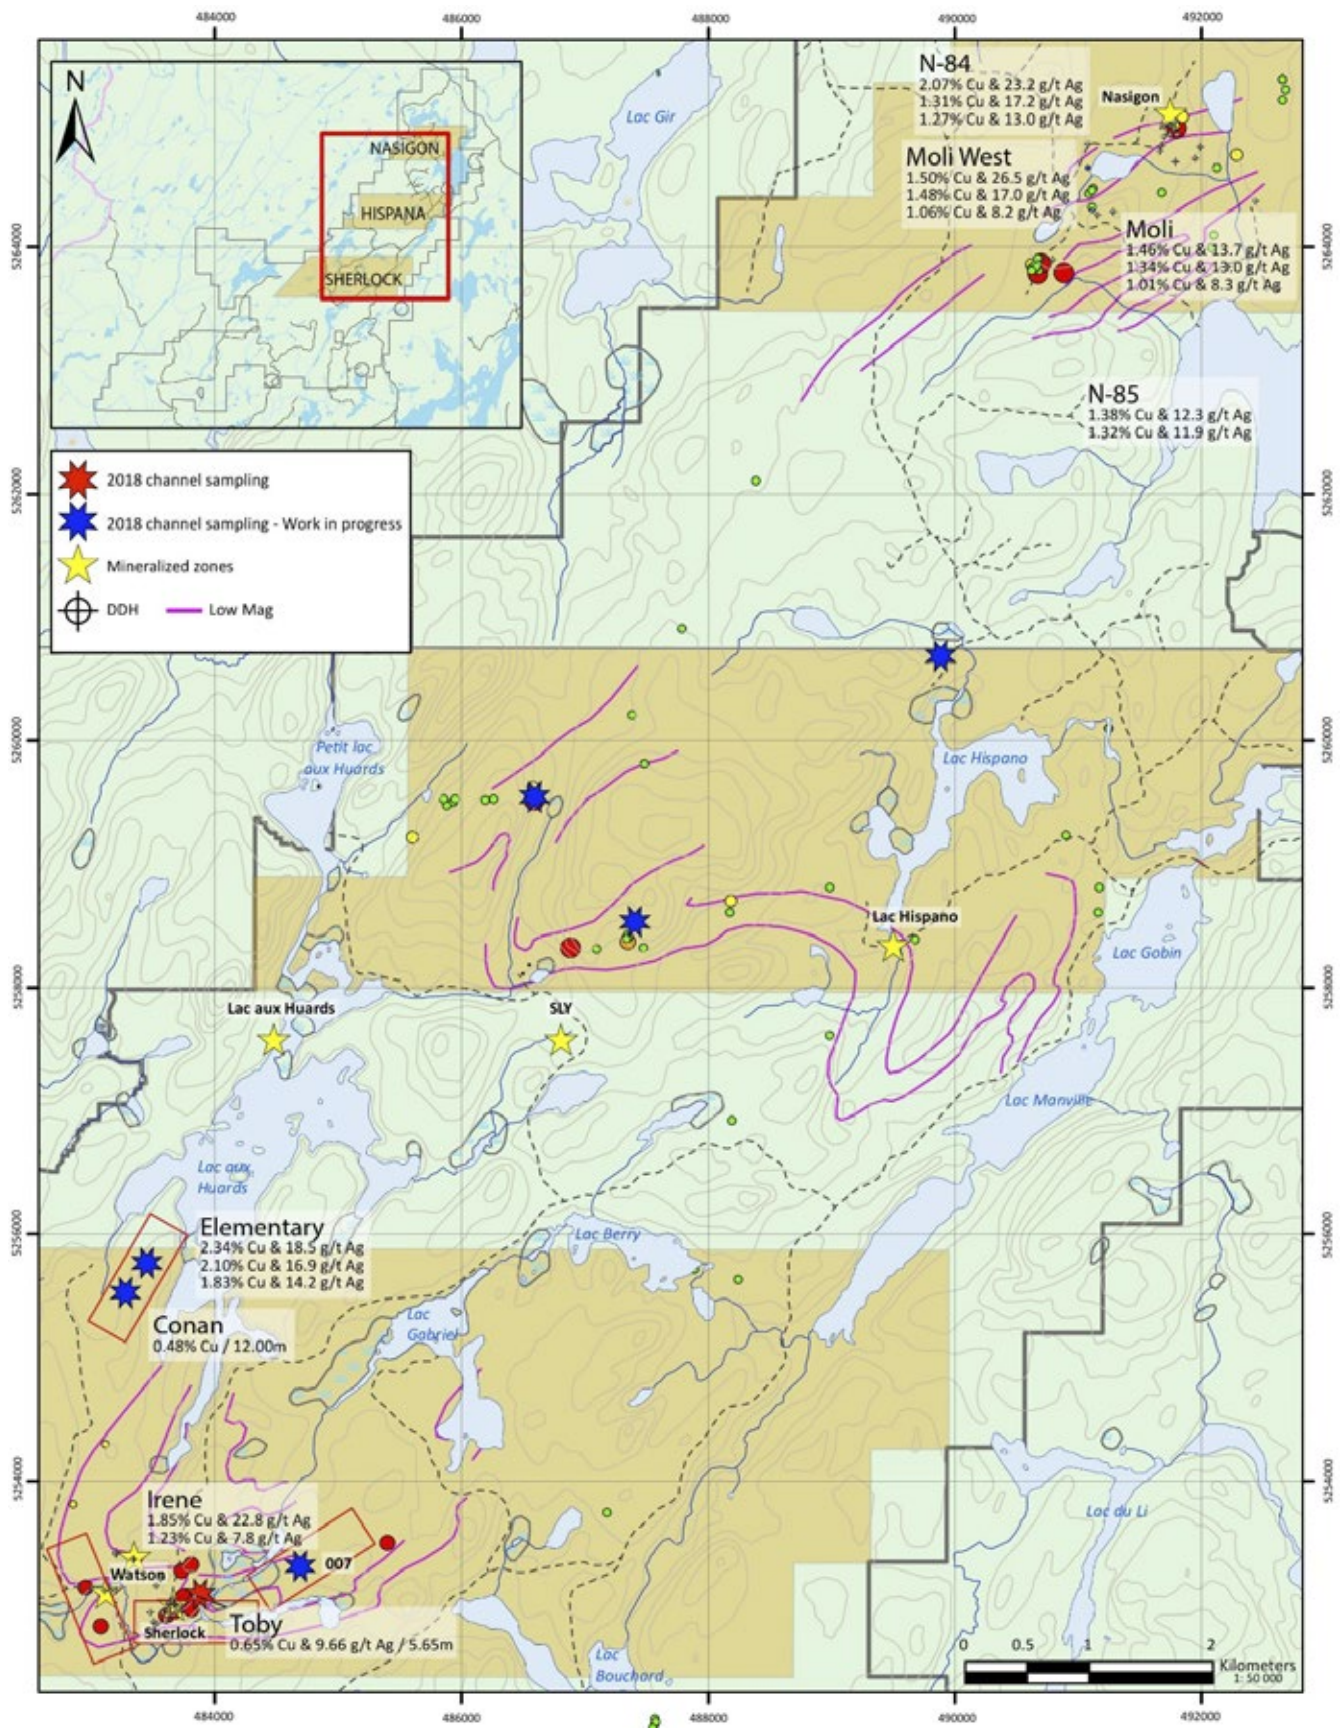 484000
486000
488000
490000
492000
N
NASIGON
HISPANA
SHERLOCK
Lac Gir
N-84
2.07% Cu & 23.2 g/t Ag
1.31% Cu & 17.2 g/t Ag
1.27% Cu & 13.0 g/t Ag
Nasigon
Moli West
1.50% Cu & 26.5 g/t Ag
1.48% Cu & 17.0 g/t Ag
1.06% Cu & 8.2 g/t Ag
Moli
1.46% Cu & 13.7 g/t Ag
1.34% Cu & 13.0 g/t Ag
1.01% Cu & 8.3 g/t Ag
5264000
5264000
N-85
1.38% Cu & 12.3 g/t Ag
1.32% Cu & 11.9 g/t Ag
2018 channel sampling
2018 channel sampling - Work in progress
Mineralized zones
DDH
Low Mag
5262000
5262000
Petit lac
aux Huards
Lac Hispano
5260000
5260000
Lac Hispano
Lac Gobin
5258000
5258000
Lac aux Huards
SLY
Lac Manville
Lac aux
Huards
Elementary
2.34% Cu & 18.5 g/t Ag
2.10% Cu & 16.9 g/t Ag
1.83% Cu & 14.2 g/t Ag
Lac Berry
5256000
5256000
Conan
0.48% Cu / 12.00m
Lac
Gabriel
5254000
5254000
Irene
1.85% Cu & 22.8 g/t Ag
1.23% Cu & 7.8 g/t Ag
Lac du Li
007
Watson
Sherlock
Toby
0.65% Cu & 9.66 g/t Ag / 5.65m
Lac
Bouchard
0 0.5 1 2
Kilometers
1: 50 000
484000
486000
488000
490000
492000